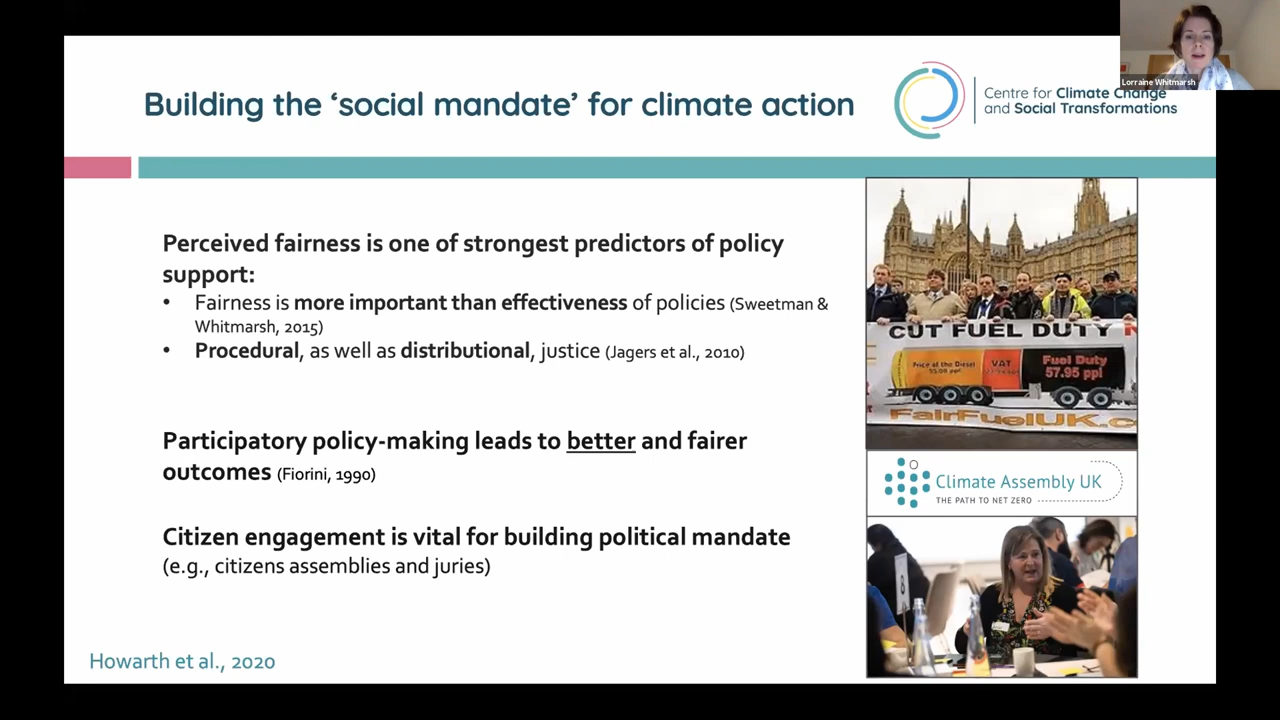 Lorraine Whitmarsh
Building the ‘social mandate’ for climate action
Centre for Climate Change
and Social Transformations
Perceived fairness is one of strongest predictors of policy
support:
• Fairness is more important than effectiveness of policies (Sweetman &
Whitmarsh, 2015)
• Procedural, as well as distributional, justice (Jagers et al., 2010)
Participatory policy-making leads to better and fairer
outcomes (Fiorini, 1990)
Citizen engagement is vital for building political mandate
(e.g., citizens assemblies and juries)
Howarth et al., 2020
CUT FUEL DUTY N
Price of the Diesel
VAT
Fuel Duty
57.95 ppl
FairFuelUK.c
Climate Assembly UK
THE PATH TO NET ZERO
8